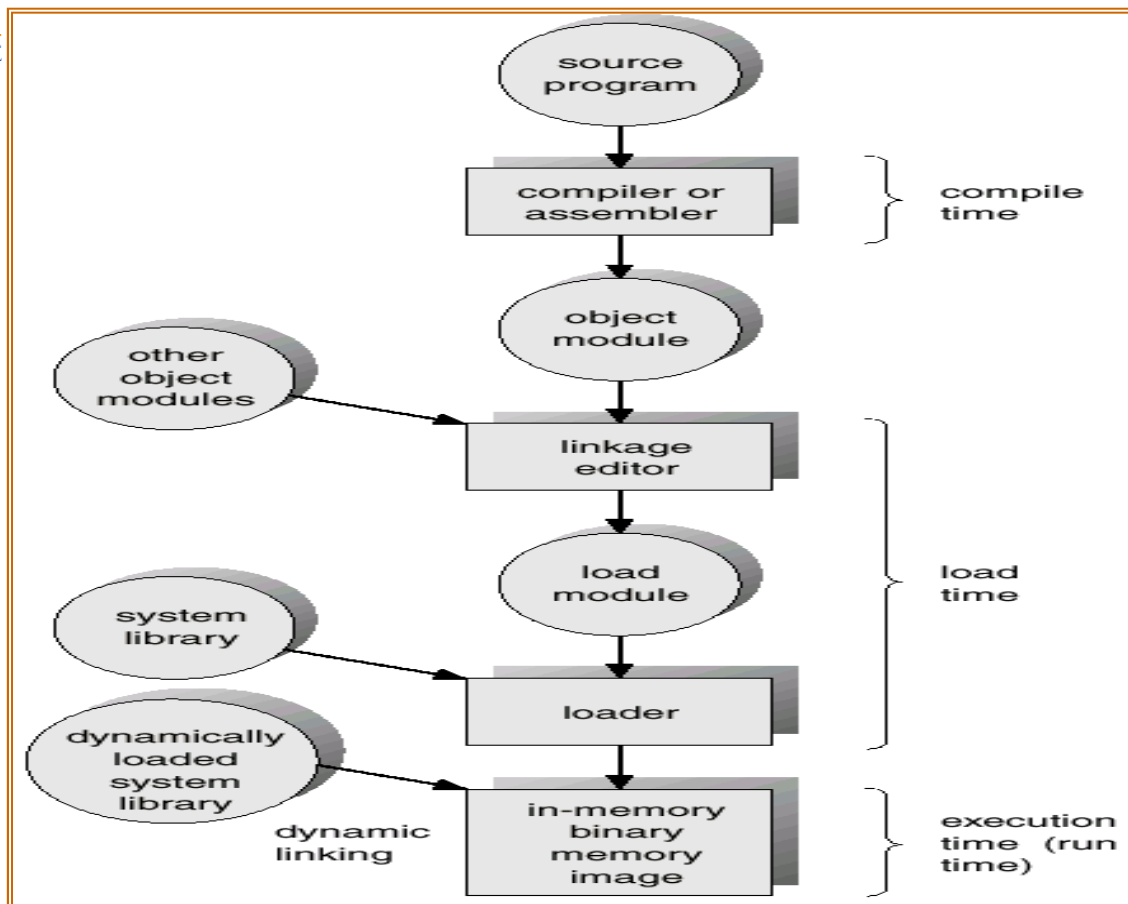 source
program
compiler or
assembler
compile
time
object
module
other
object
modules
linkage
editor
load
module
load
time
system
library
loader
dynamically
loaded
system
library
dynamic
linking
in-memory
binary
memory
image
execution
time (run
time)